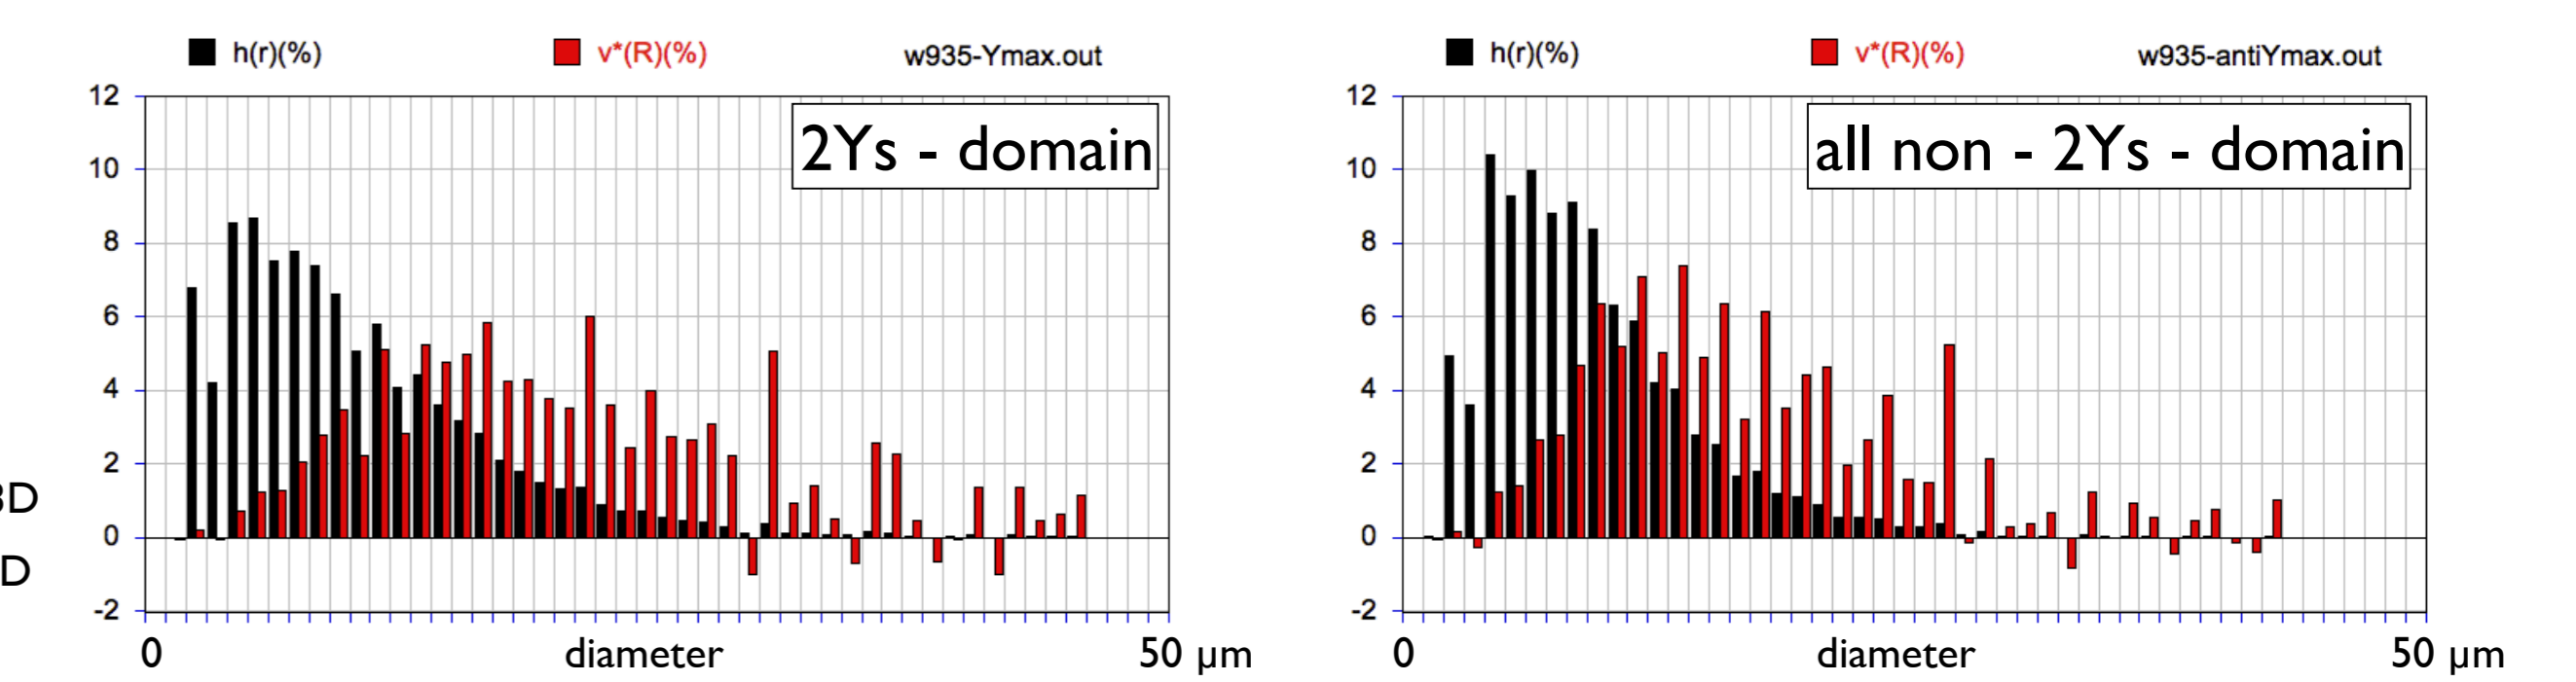 h(r)(%) v*(R)(%) w935-Ymax.out
12
10
8
6
4
2
0
-2
2Ys - domain
0 diameter 50 µm
3D
D
h(r)(%) v*(R)(%) w935-antiYmax.out
12
10
8
6
4
2
0
-2
all non - 2Ys - domain
0 diameter 50 µm